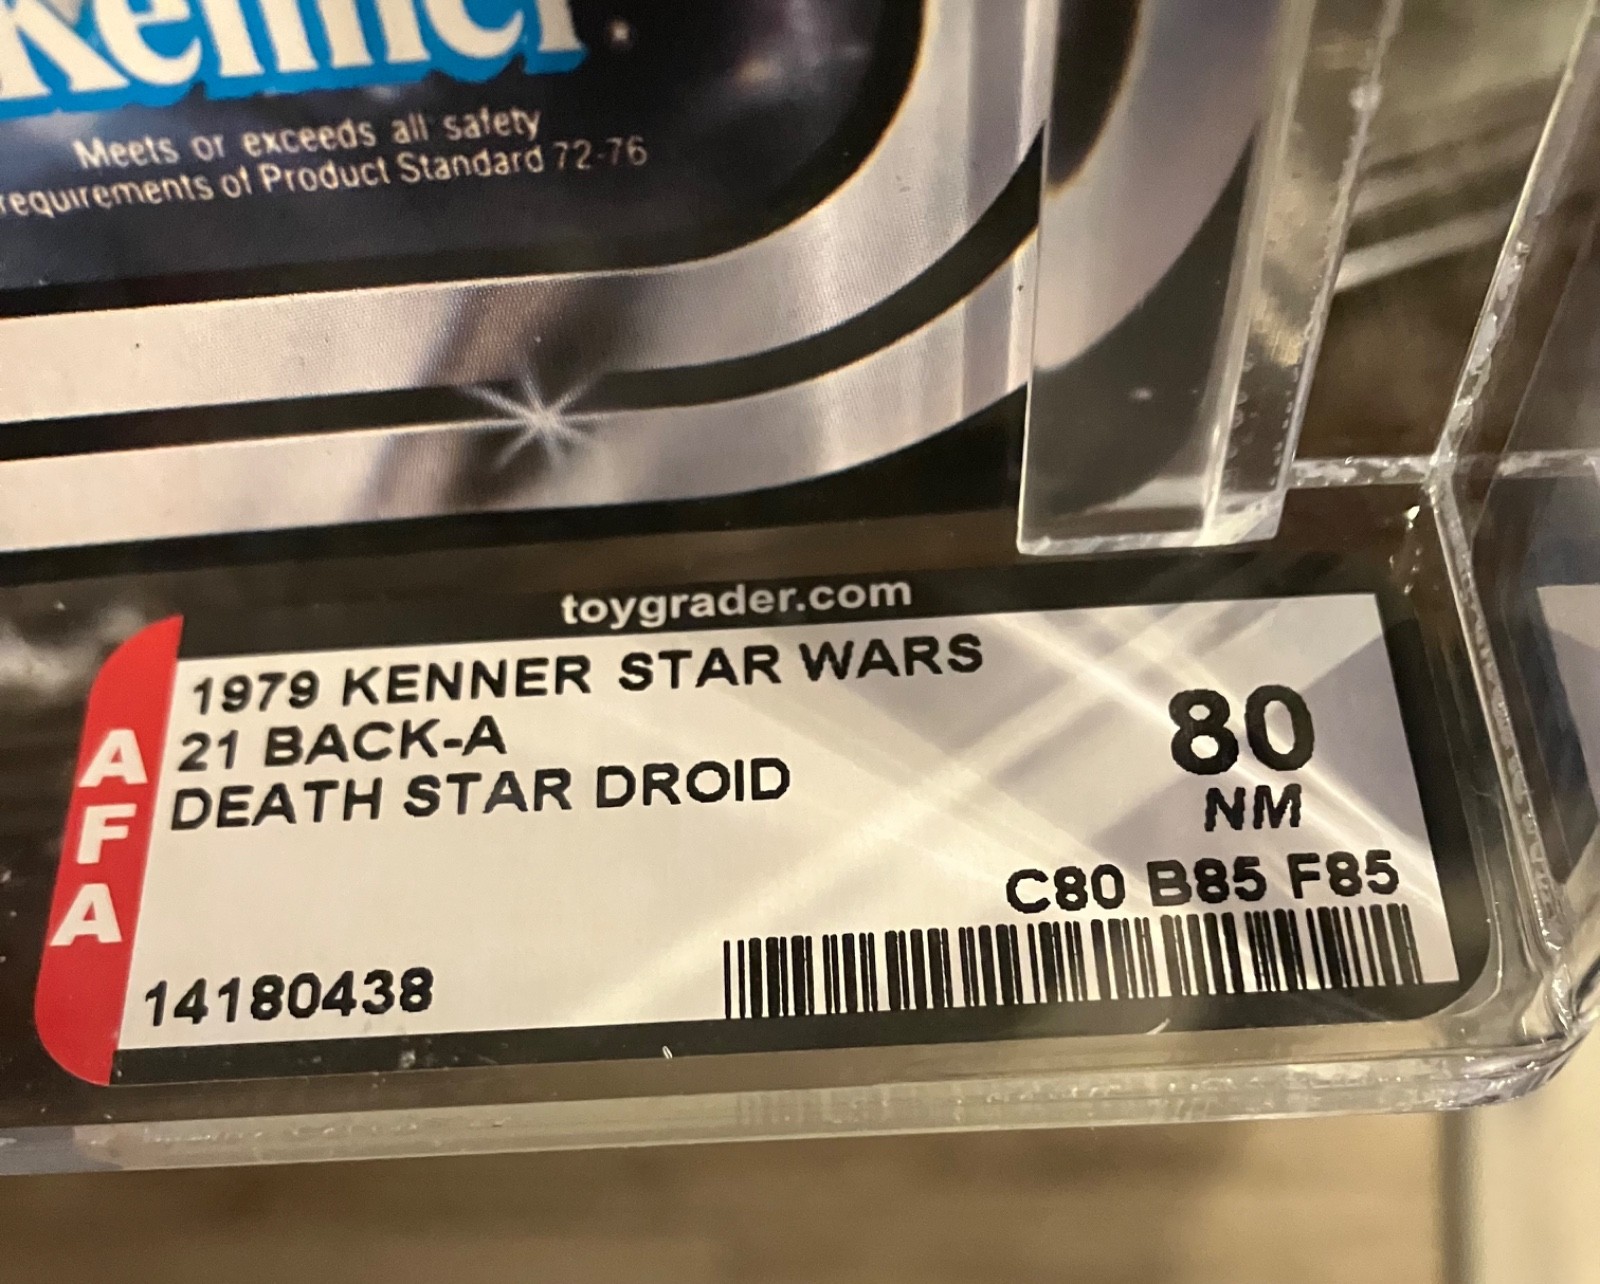 Kenner
Meets or exceeds all safety
requirements of Product Standard 72-76
toygrader.com
1979 KENNER STAR WARS
21 BACK-A
DEATH STAR DROID
80
NM
C80 B85 F85
14180438
AFA